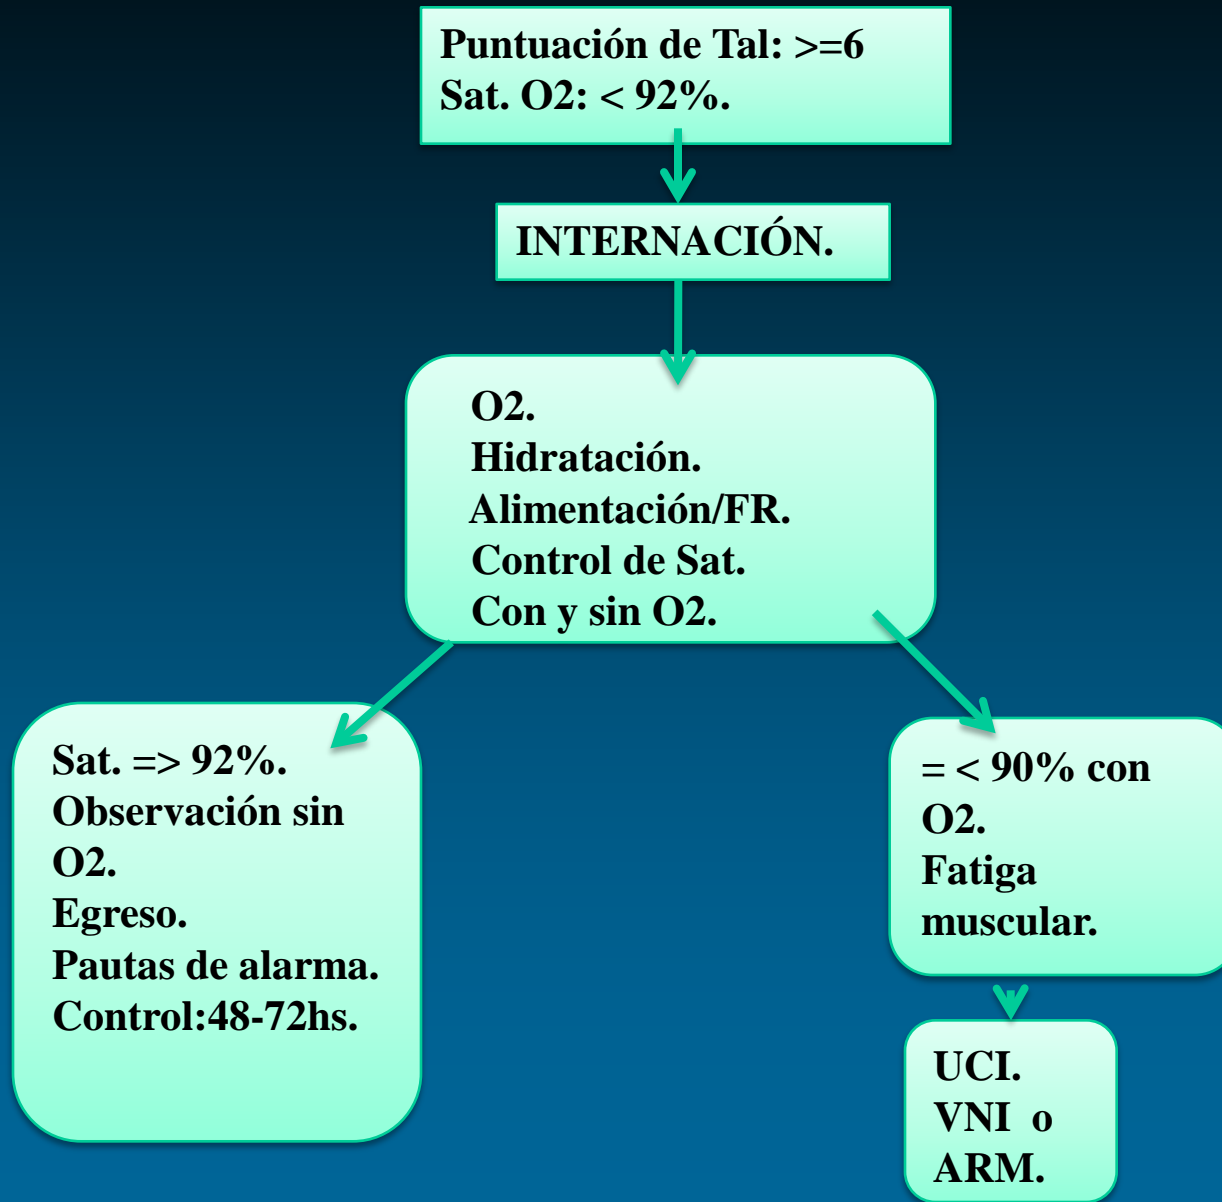 Puntuación de Tal: >=6
Sat. O2: < 92%.
INTERNACIÓN.
O2.
Hidratación.
Alimentación/FR.
Control de Sat.
Con y sin O2.
Sat. => 92%.
Observación sin
O2.
Egreso.
Pautas de alarma.
Control:48-72hs.
= < 90% con
O2.
Fatiga
muscular.
UCI.
VNI o
ARM.